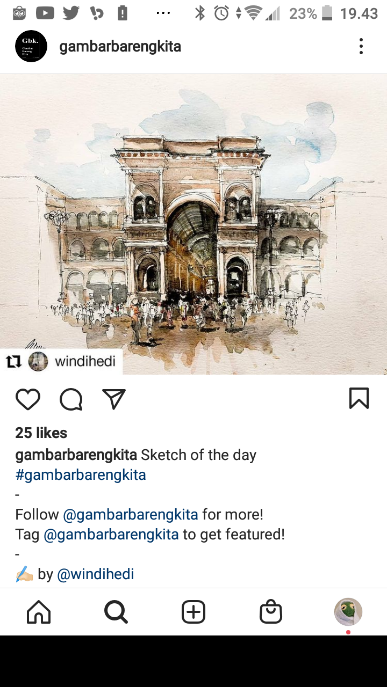 23% 19.43
Gbk.
gambarbarengkita
windihedi
25 likes
gambarbarengkita Sketch of the day
#gambarbarengkita
-
Follow @gambarbarengkita for more!
Tag @gambarbarengkita to get featured!
-
✍🏻 by @windihedi